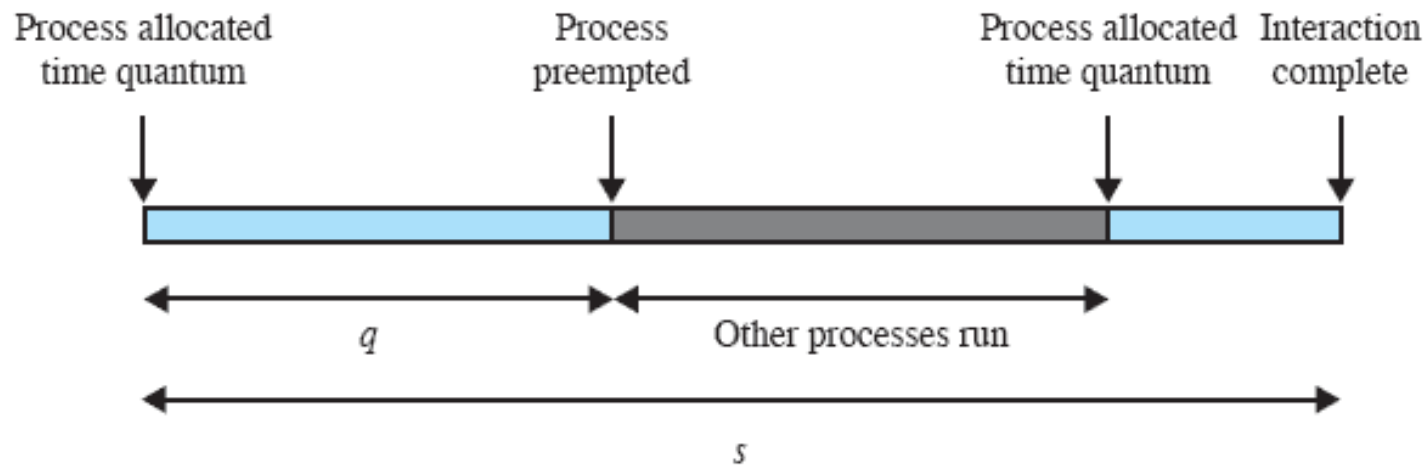 Process allocated
time quantum
Process
preempted
Process allocated
time quantum
Interaction
complete
q
Other processes run
s